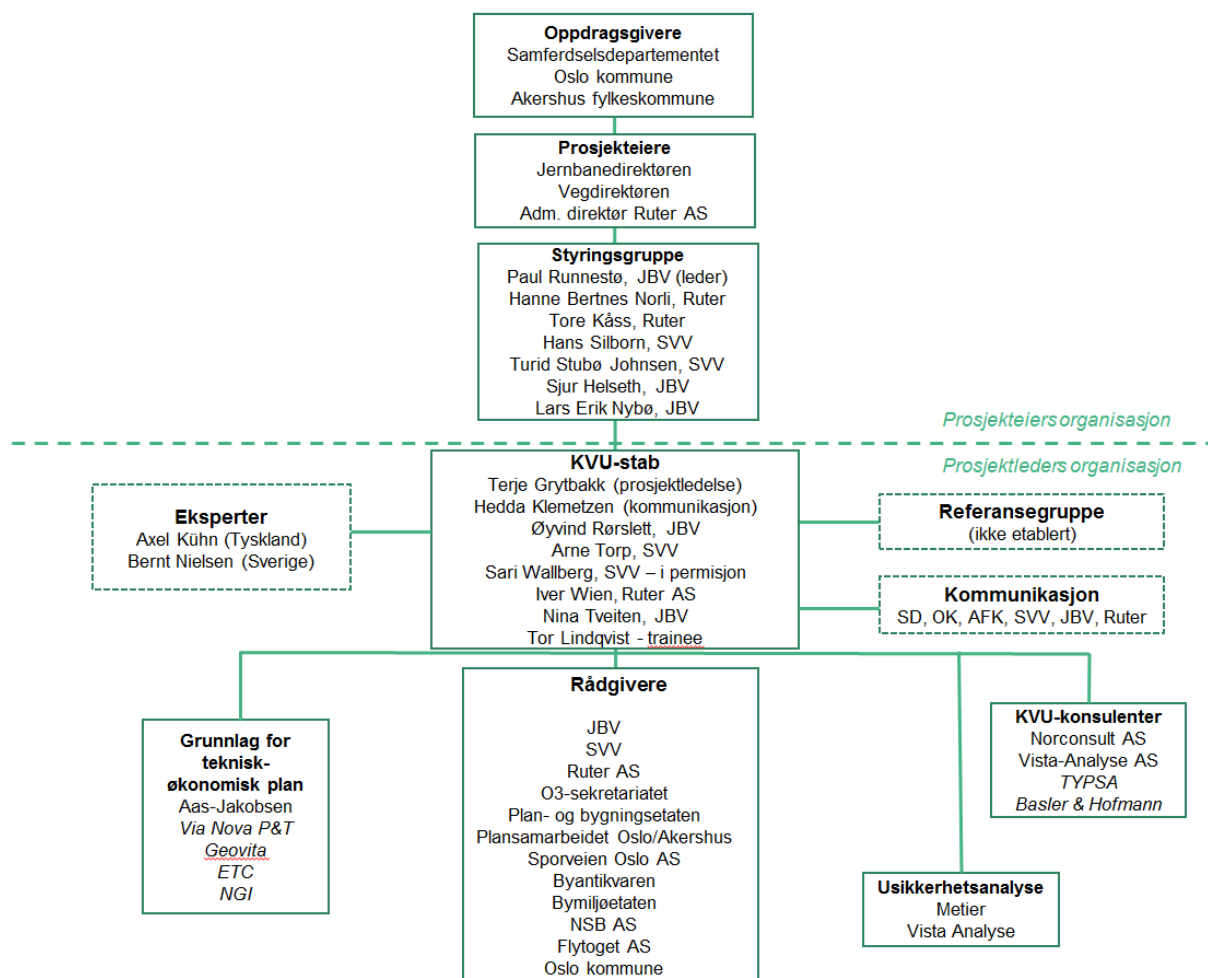 Oppdragsgivere
Samferdselsdepartementet
Oslo kommune
Akershus fylkeskommune
Prosjekteiere
Jernbanedirektøren
Vegdirektøren
Adm. direktør Ruter AS
Styringsgruppe
Paul Runnestø, JBV (leder)
Hanne Bertnes Norli, Ruter
Tore Kåss, Ruter
Hans Silborn, SVV
Turid Stubø Johnsen, SVV
Sjur Helseth, JBV
Lars Erik Nybø, JBV
Prosjekteiers organisasjon
Prosjektleders organisasjon
KVU-stab
Terje Grytbakk (prosjektledelse)
Hedda Klemetzen (kommunikasjon)
Øyvind Rørslett, JBV
Arne Torp, SVV
Sari Wallberg, SVV – i permisjon
Iver Wien, Ruter AS
Nina Tveiten, JBV
Tor Lindqvist - trainee
Eksperter
Axel Kühn (Tyskland)
Bernt Nielsen (Sverige)
Referansegruppe
(ikke etablert)
Kommunikasjon
SD, OK, AFK, SVV, JBV, Ruter
Grunnlag for
teknisk-
økonomisk plan
Aas-Jakobsen
Via Nova P&T
Geovita
ETC
NGI
Rådgivere
JBV
SVV
Ruter AS
O3-sekretariatet
Plan- og bygningsetaten
Plansamarbeidet Oslo/Akershus
Sporveien Oslo AS
Byantikvaren
Bymiljøetaten
NSB AS
Flytoget AS
Oslo kommune
KVU-konsulenter
Norconsult AS
Vista-Analyse AS
TYPSA
Basler & Hofmann
Usikkerhetsanalyse
Metier
Vista Analyse